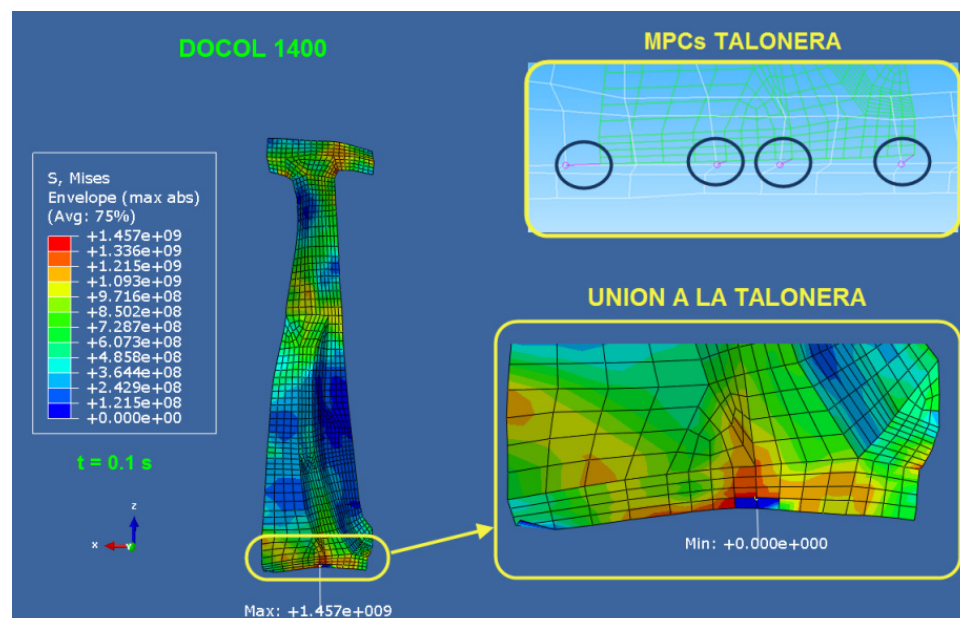 DOCOL 1400
MPCs TALONERA
S, Mises
Envelope (max abs)
(Avg: 75%)
+1.457e+09
+1.336e+09
+1.215e+09
+1.093e+09
+9.716e+08
+8.502e+08
+7.287e+08
+6.073e+08
+4.858e+08
+3.644e+08
+2.429e+08
+1.215e+08
+0.000e+00
t = 0.1 s
z
x
Y
Max: +1.457e+009
UNION A LA TALONERA
Min: +0.000e+000